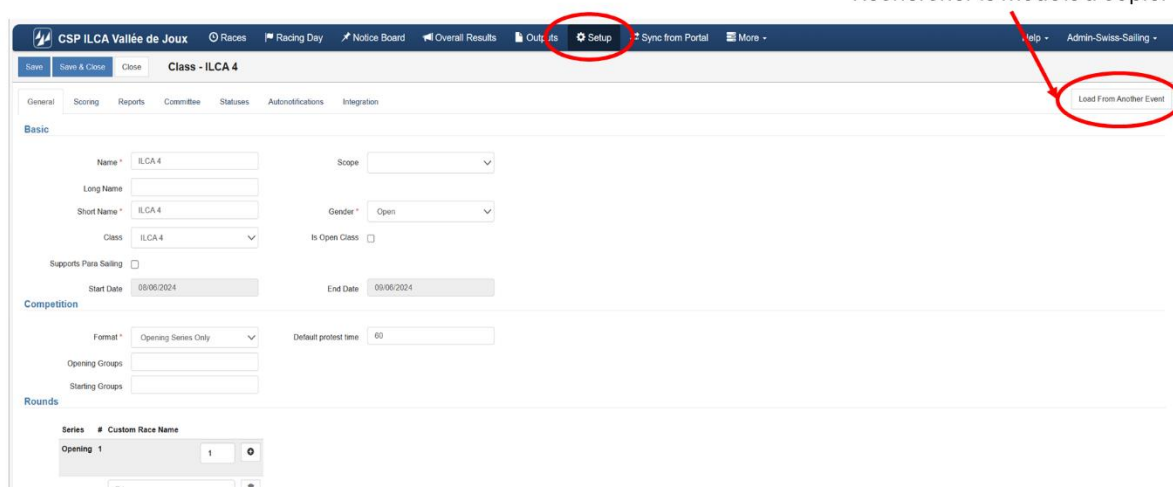 CSP ILCA Vallée de Joux Races Racing Day Notice Board Overall Results Outputs Setup Sync from Portal More Help Admin-Swiss-Sailing
Save Save & Close Close Class - ILCA 4
General Scoring Reports Committee Statuses Autonotifications Integration Load From Another Event
Basic
Name * ILCA 4 Scope
Long Name
Short Name * ILCA 4 Gender * Open
Class ILCA 4 Is Open Class
Supports Para Sailing
Start Date 08/06/2024 End Date 09/06/2024
Competition
Format * Opening Series Only Default protest time 60
Opening Groups
Starting Groups
Rounds
Series # Custom Race Name
Opening 1 1